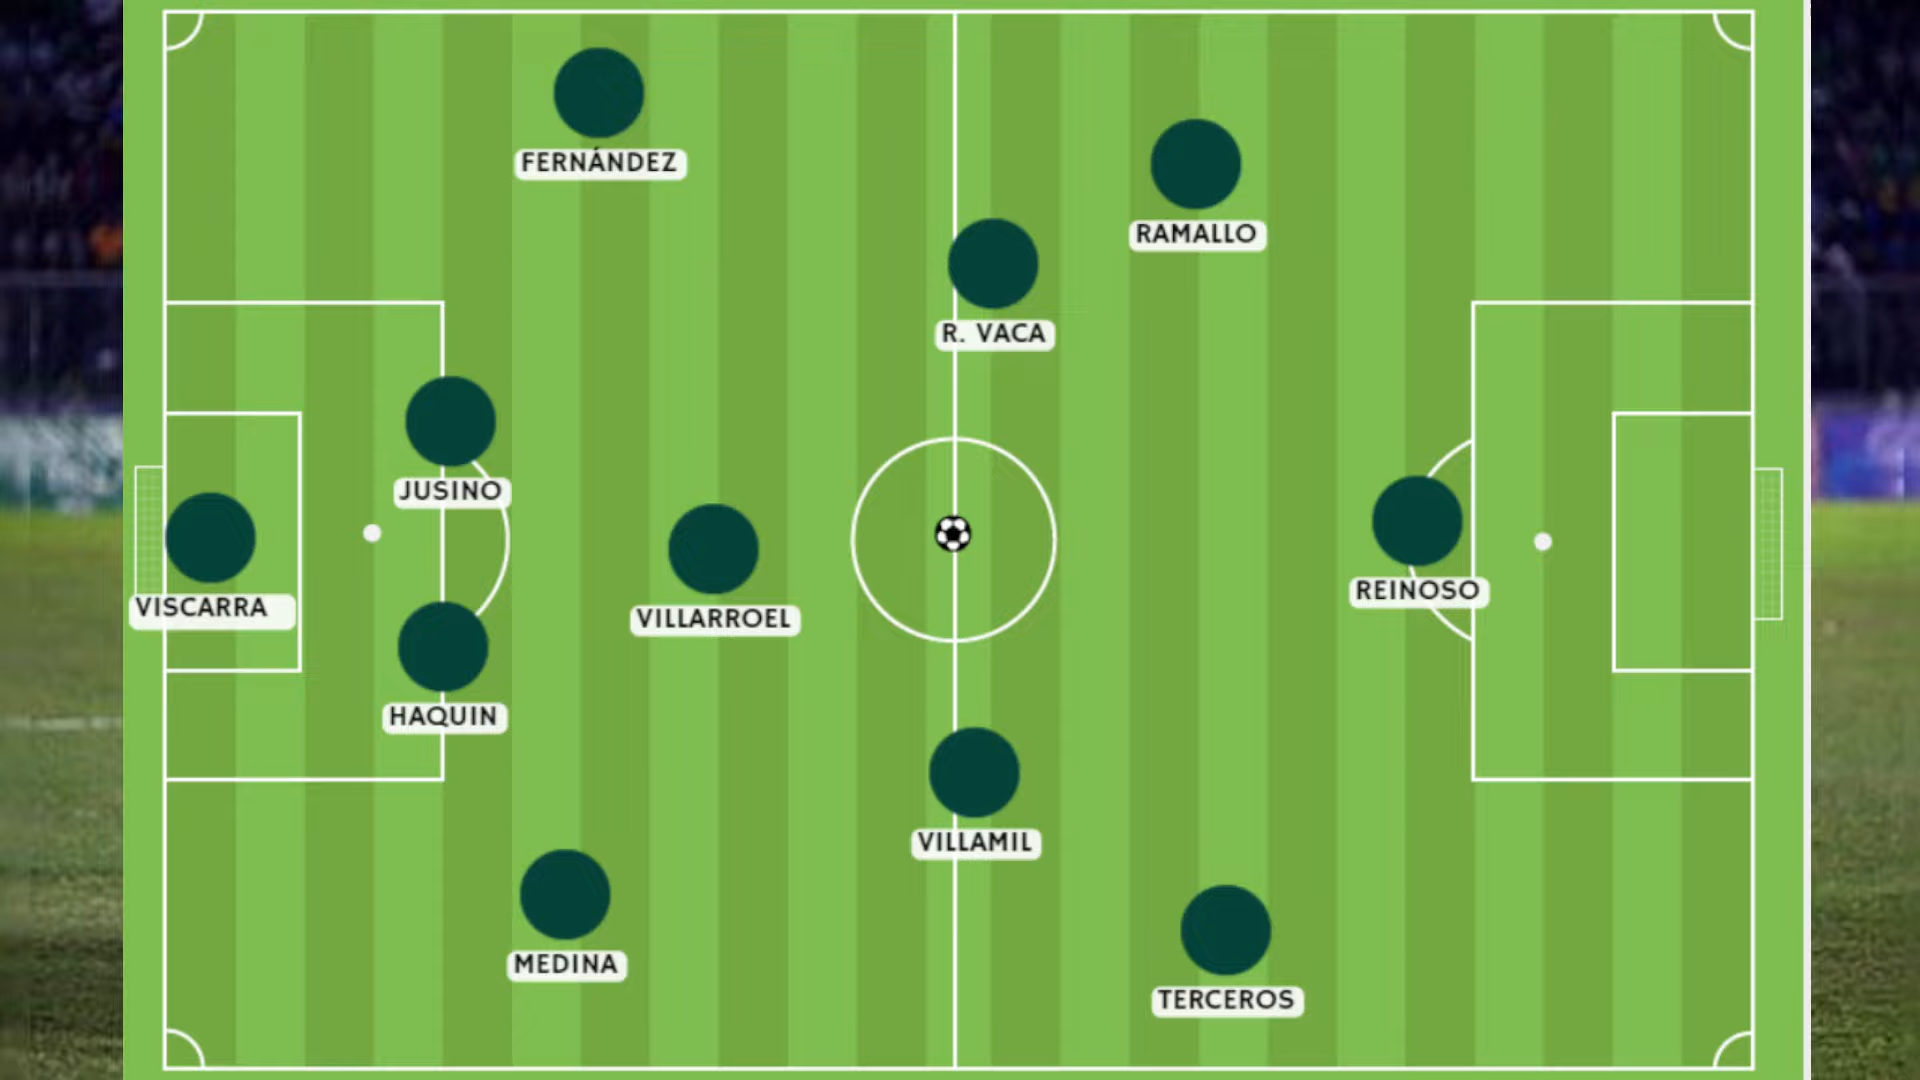 FERNÁNDEZ
RAMALLO
R. VACA
JUSINO
VISCARRA
VILLARROEL
REINOSO
HAQUIN
VILLAMIL
MEDINA
TERCEROS